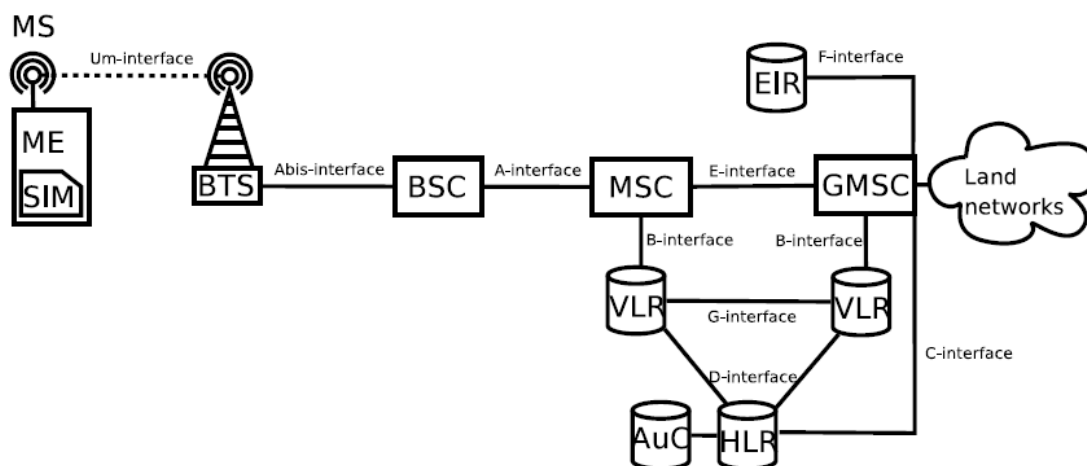 MS
Um-interface
ME
SIM
BTS
Abis-interface
BSC
A-interface
MSC
E-interface
GMSC
EIR
F-interface
Land
networks
B-interface
B-interface
VLR
G-interface
VLR
D-interface
C-interface
AuC
HLR